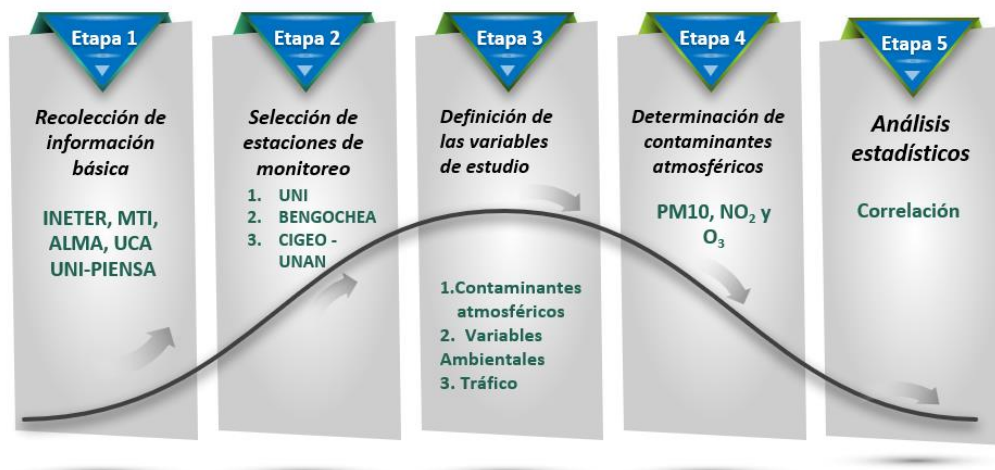 Etapa 1
Recolección de
información
básica
INETER, MTI,
ALMA, UCA
UNI-PIENSA
Etapa 2
Selección de
estaciones de
monitoreo
1. UNI
2. BENGOCHEA
3. CIGEO -
UNAN
Etapa 3
Definición de
las variables
de estudio
1.Contaminantes
atmosféricos
2. Variables
Ambientales
3. Tráfico
Etapa 4
Determinación de
contaminantes
atmosféricos
PM10, NO₂ y
O₃
Etapa 5
Análisis
estadísticos
Correlación